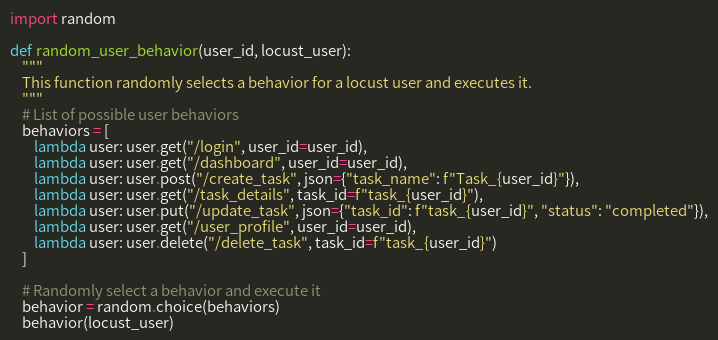 import random

def random_user_behavior(user_id, locust_user):
    """
    This function randomly selects a behavior for a locust user and executes it.
    """
    # List of possible user behaviors
    behaviors = [
        lambda user: user.get("/login", user_id=user_id),
        lambda user: user.get("/dashboard", user_id=user_id),
        lambda user: user.post("/create_task", json={"task_name": f"Task_{user_id}"}),
        lambda user: user.get("/task_details", task_id=f"task_{user_id}"),
        lambda user: user.put("/update_task", json={"task_id": f"task_{user_id}", "status": "completed"}),
        lambda user: user.get("/user_profile", user_id=user_id),
        lambda user: user.delete("/delete_task", task_id=f"task_{user_id}")
    ]

    # Randomly select a behavior and execute it
    behavior = random.choice(behaviors)
    behavior(locust_user)